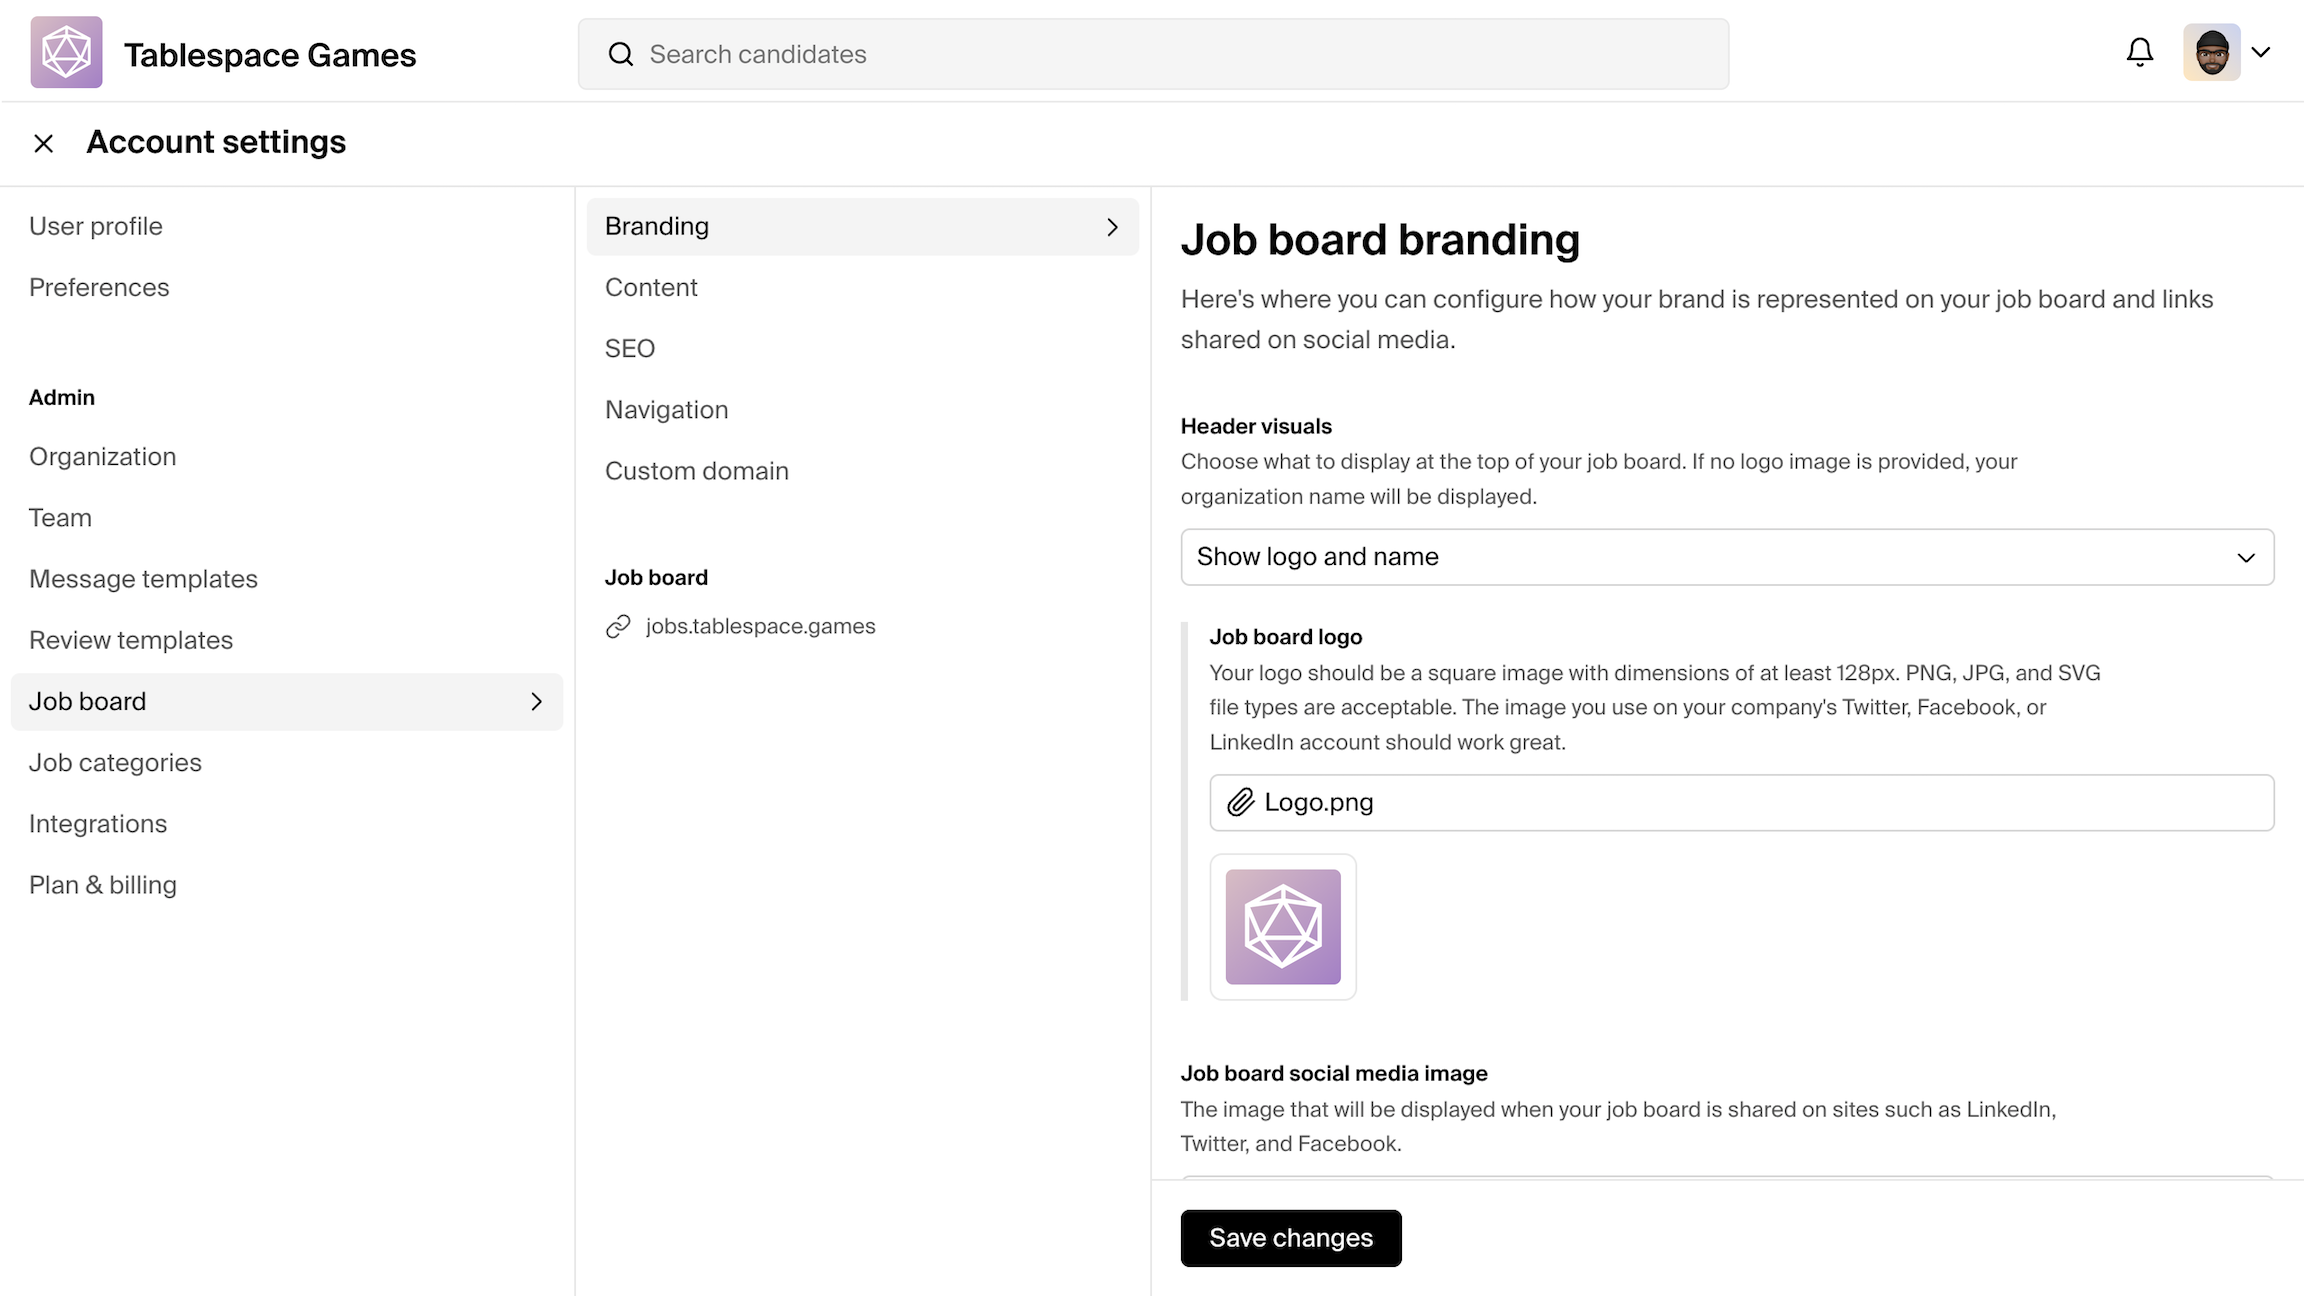 Tablespace Games
Search candidates
Account settings
User profile
Preferences
Admin
Organization
Team
Message templates
Review templates
Job board
Job categories
Integrations
Plan & billing
Branding
Content
SEO
Navigation
Custom domain
Job board
jobs.tablespace.games
Job board branding
Here's where you can configure how your brand is represented on your job board and links
shared on social media.
Header visuals
Choose what to display at the top of your job board. If no logo image is provided, your
organization name will be displayed.
Show logo and name
Job board logo
Your logo should be a square image with dimensions of at least 128px. PNG, JPG, and SVG
file types are acceptable. The image you use on your company's Twitter, Facebook, or
LinkedIn account should work great.
Logo.png
Job board social media image
The image that will be displayed when your job board is shared on sites such as LinkedIn,
Twitter, and Facebook.
Save changes